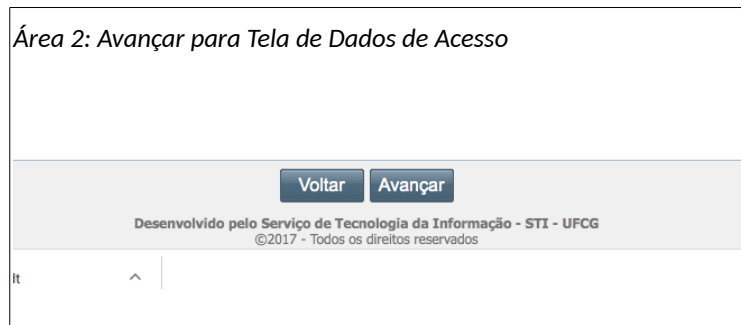 Área 2: Avançar para Tela de Dados de Acesso
Voltar Avançar
Desenvolvido pelo Serviço de Tecnologia da Informação - STI - UFCG
©2017 - Todos os direitos reservados
lt